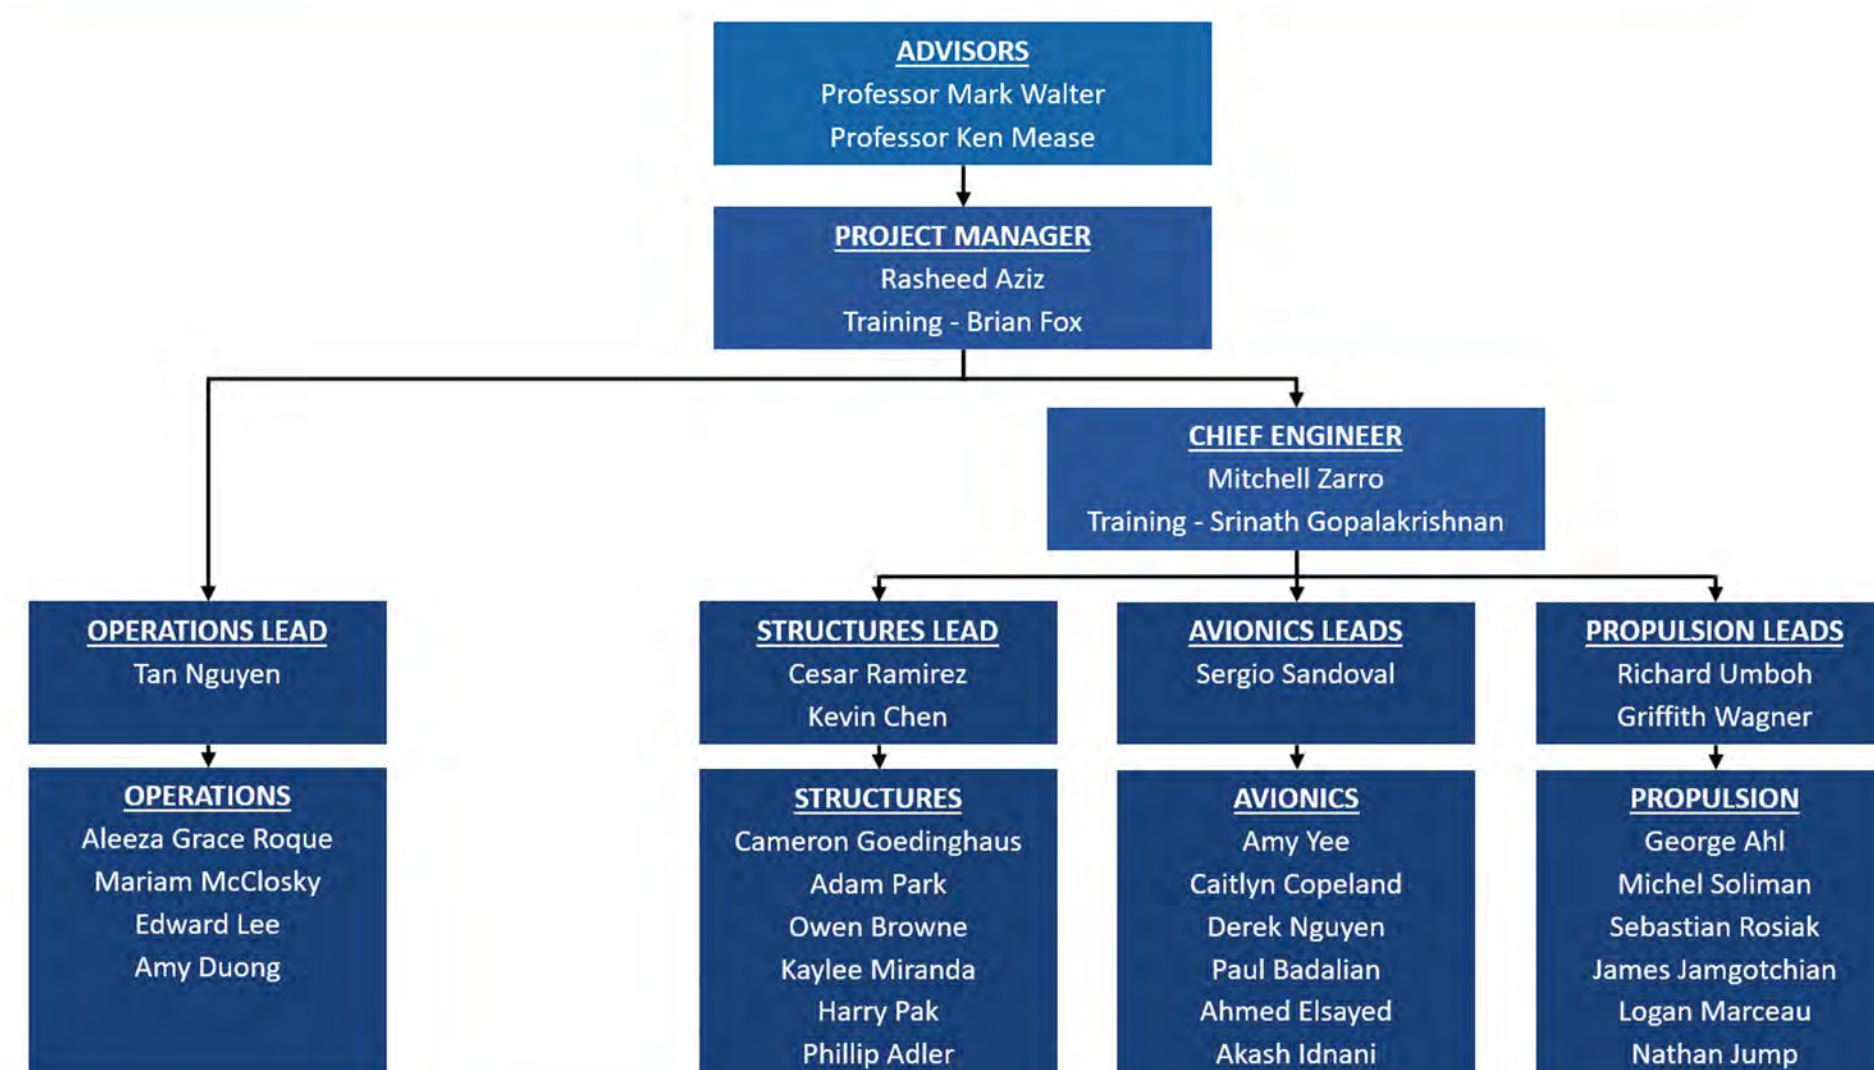 ADVISORS
Professor Mark Walter
Professor Ken Mease
PROJECT MANAGER
Rasheed Aziz
Training - Brian Fox
CHIEF ENGINEER
Mitchell Zarro
Training - Srinath Gopalakrishnan
OPERATIONS LEAD
Tan Nguyen
STRUCTURES LEAD
Cesar Ramirez
Kevin Chen
AVIONICS LEADS
Sergio Sandoval
PROPULSION LEADS
Richard Umboh
Griffith Wagner
OPERATIONS
Aleeza Grace Roque
Mariam McClosky
Edward Lee
Amy Duong
STRUCTURES
Cameron Goedinghaus
Adam Park
Owen Browne
Kaylee Miranda
Harry Pak
Phillip Adler
AVIONICS
Amy Yee
Caitlyn Copeland
Derek Nguyen
Paul Badalian
Ahmed Elsayed
Akash Idnani
PROPULSION
George Ahl
Michel Soliman
Sebastian Rosiak
James Jamgotchian
Logan Marceau
Nathan Jump